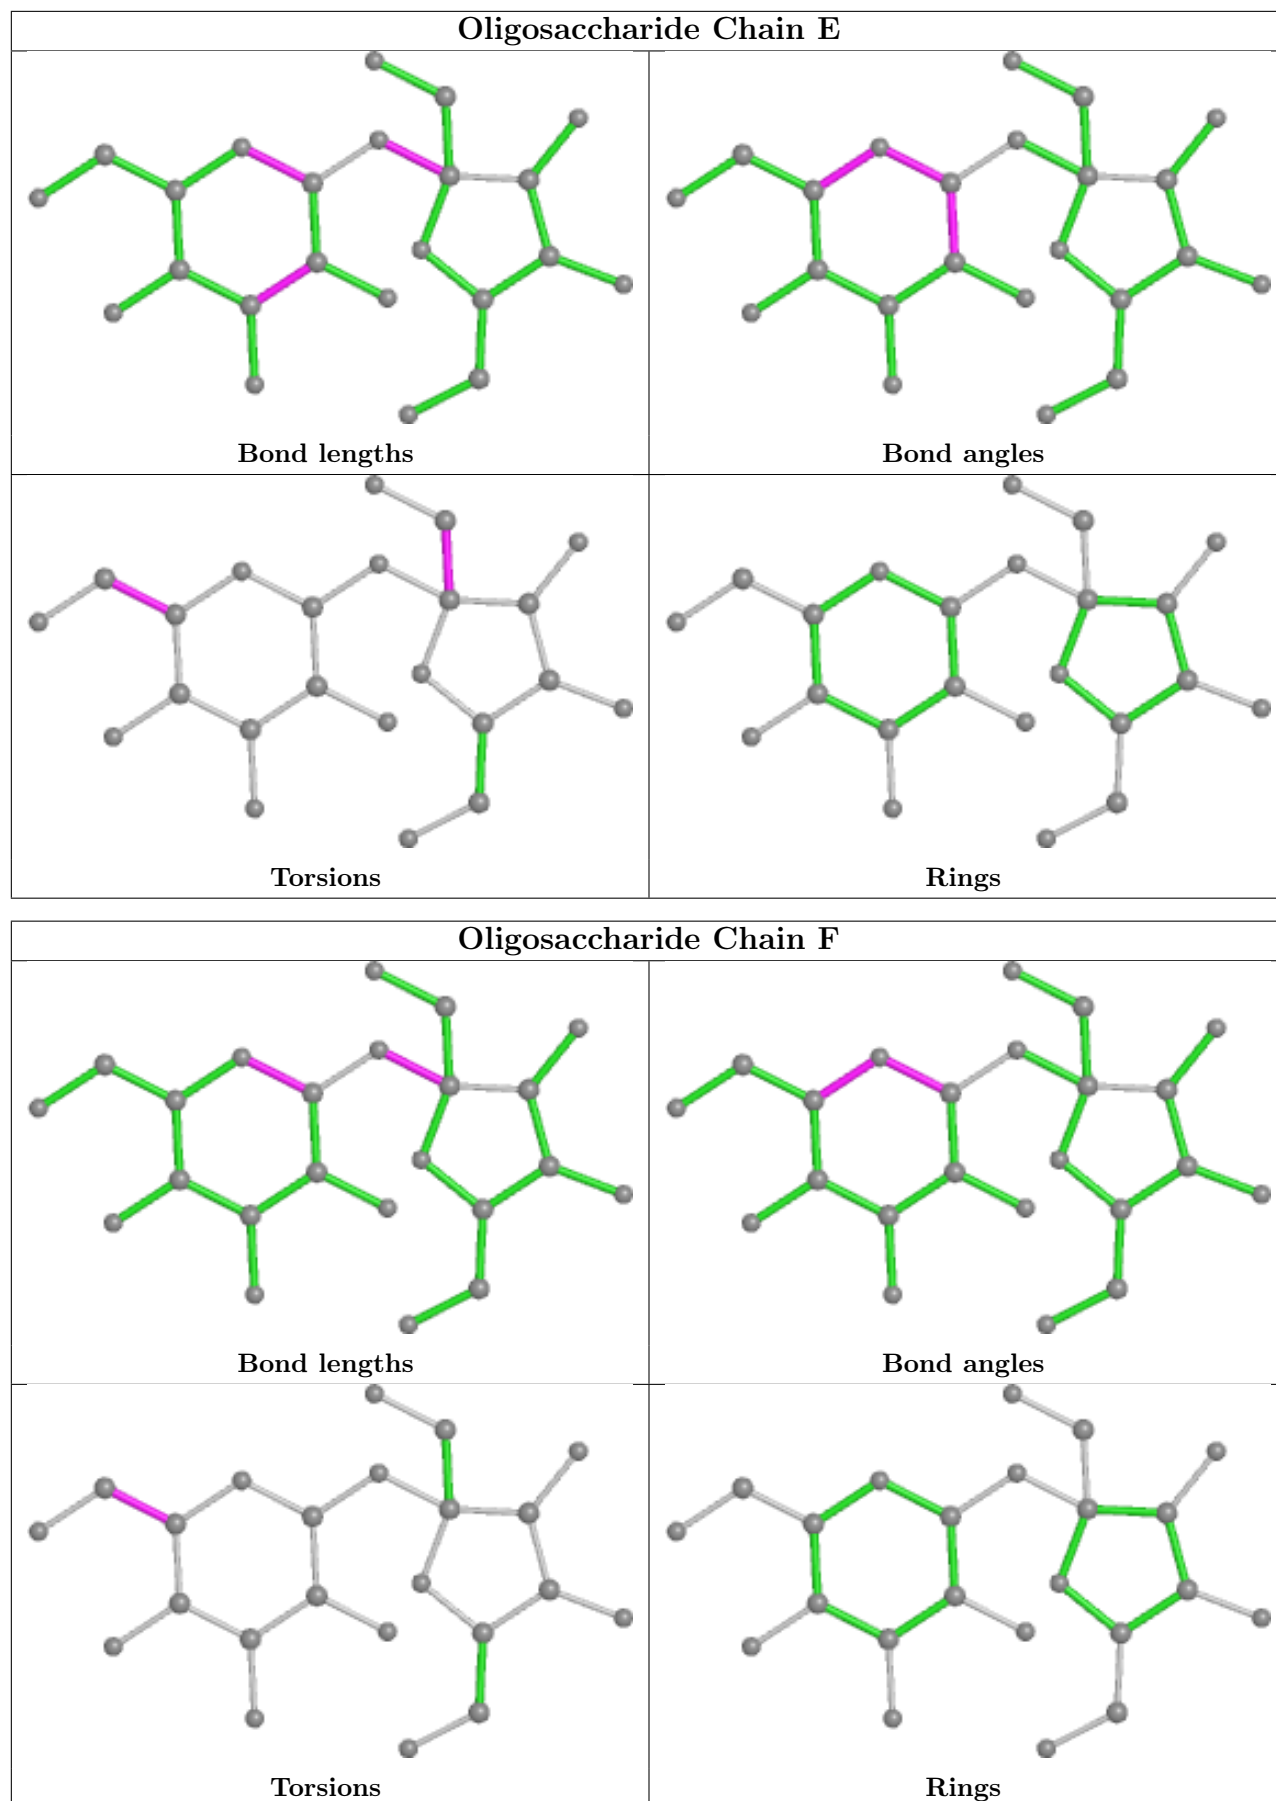 Oligosaccharide Chain E
Bond lengths
Bond angles
Torsions
Rings
Oligosaccharide Chain F
Bond lengths
Bond angles
Torsions
Rings